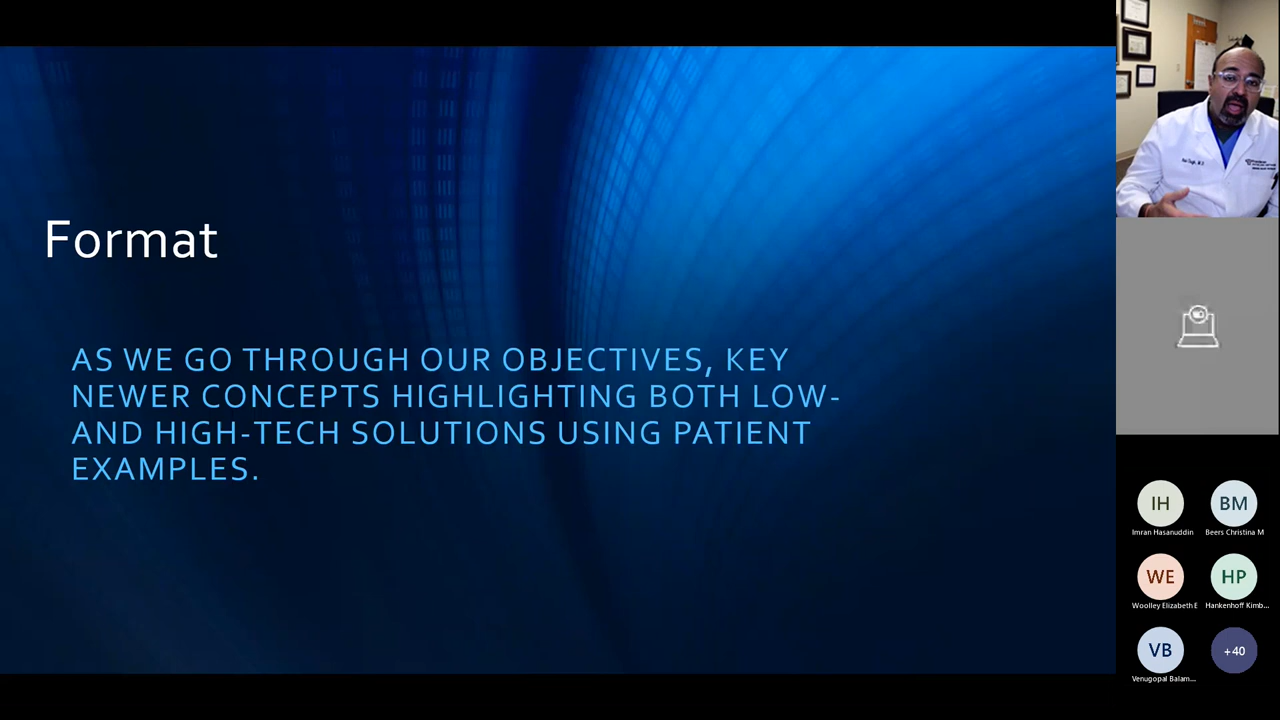 Format
AS WE GO THROUGH OUR OBJECTIVES, KEY
NEWER CONCEPTS HIGHLIGHTING BOTH LOW-
AND HIGH-TECH SOLUTIONS USING PATIENT
EXAMPLES.
IH
BM
Imran Hasanuddin
Beers Christina M
WE
HP
Woolley Elizabeth E
Hankenhoff Kimb...
VB
+40
Venugopal Balam...